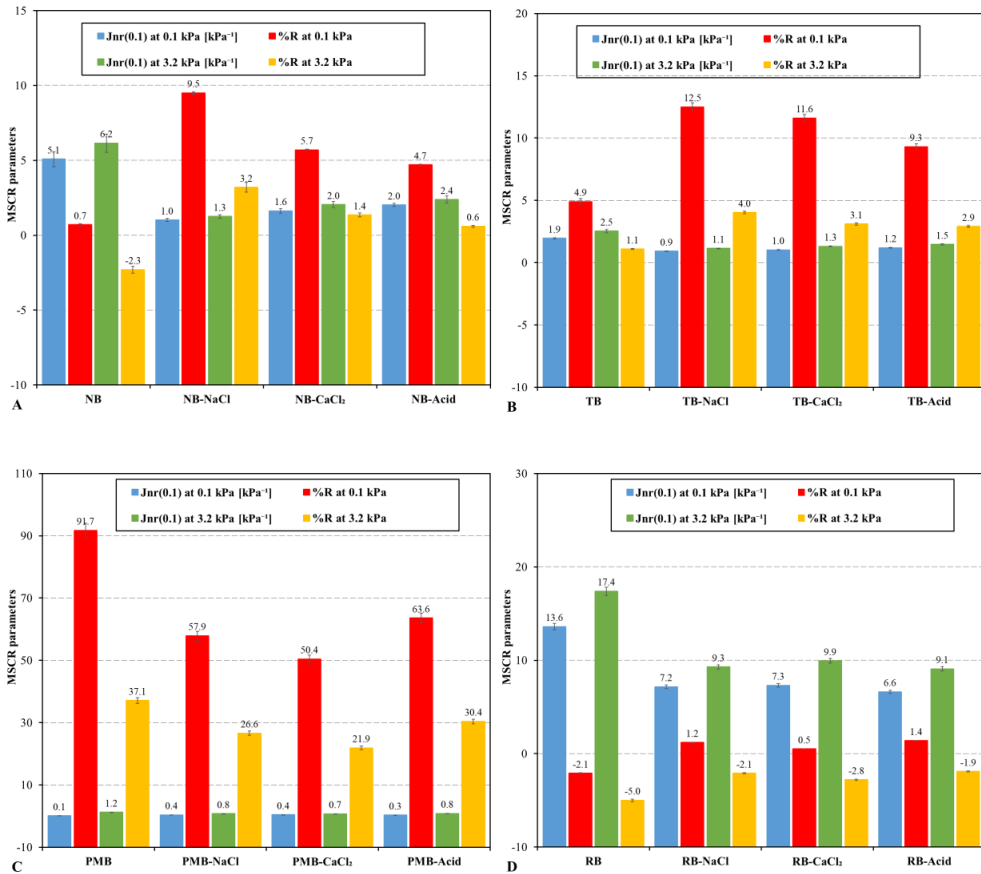 15
10
5
0
-5
-10
MSCR parameters
Jnr(0.1) at 0.1 kPa [kPa⁻¹] %R at 0.1 kPa
Jnr(0.1) at 3.2 kPa [kPa⁻¹] %R at 3.2 kPa
5.1 0.7 6.2 -2.3
1.0 9.5 1.3 3.2
1.6 5.7 2.0 1.4
2.0 4.7 2.4 0.6
NB NB-NaCl NB-CaCl₂ NB-Acid
A
20
15
10
5
0
-5
-10
MSCR parameters
Jnr(0.1) at 0.1 kPa [kPa⁻¹] %R at 0.1 kPa
Jnr(0.1) at 3.2 kPa [kPa⁻¹] %R at 3.2 kPa
1.9 4.9 2.5 1.1
0.9 12.5 1.1 4.0
1.0 11.6 1.3 3.1
1.2 9.3 1.5 2.9
TB TB-NaCl TB-CaCl₂ TB-Acid
B
110
90
70
50
30
10
-10
MSCR parameters
Jnr(0.1) at 0.1 kPa [kPa⁻¹] %R at 0.1 kPa
Jnr(0.1) at 3.2 kPa [kPa⁻¹] %R at 3.2 kPa
0.1 91.7 1.2 37.1
0.4 57.9 0.8 26.6
0.4 50.4 0.7 21.9
0.3 63.6 0.8 30.4
PMB PMB-NaCl PMB-CaCl₂ PMB-Acid
C
30
20
10
0
-10
MSCR parameters
Jnr(0.1) at 0.1 kPa [kPa⁻¹] %R at 0.1 kPa
Jnr(0.1) at 3.2 kPa [kPa⁻¹] %R at 3.2 kPa
13.6 -2.1 17.4 -5.0
7.2 1.2 9.3 -2.1
7.3 0.5 9.9 -2.8
6.6 1.4 9.1 -1.9
RB RB-NaCl RB-CaCl₂ RB-Acid
D